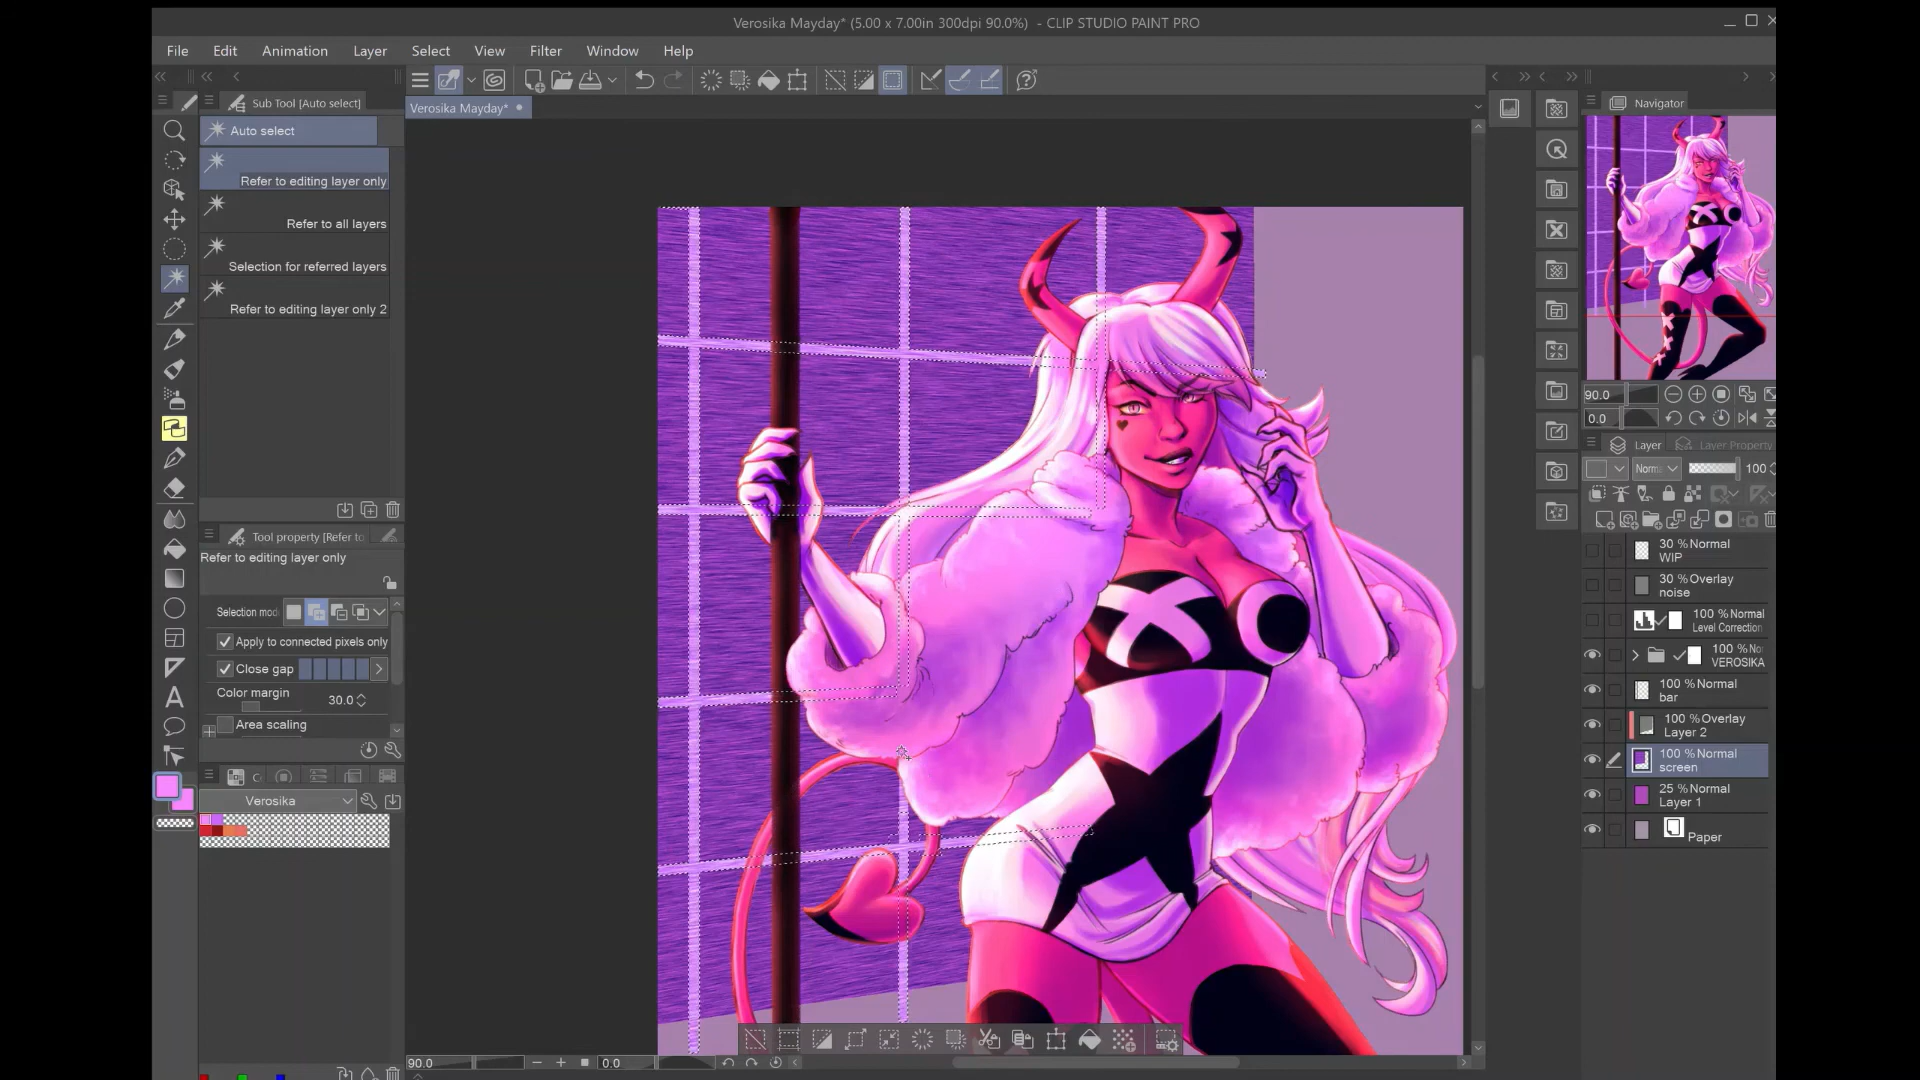 Verosika Mayday* (5.00 x 7.00in 300dpi 90.0%) - CLIP STUDIO PAINT PRO
File Edit Animation Layer Select View Filter Window Help
Sub Tool [Auto select]
Verosika Mayday*
Navigator
Auto select
Refer to editing layer only
Refer to all layers
Selection for referred layers
Refer to editing layer only 2
90.0
0.0
Layer Layer Property
Norm 100
Tool property [Refer to
Refer to editing layer only
Selection mod
Apply to connected pixels only
Close gap
Color margin 30.0
Area scaling
Verosika
30 %Normal
WIP
30 %Overlay
noise
100 %Normal
Level Correction
100 %No
VEROSIKA
100 %Normal
bar
100 %Overlay
Layer 2
100 %Normal
screen
25 %Normal
Layer 1
Paper
90.0 0.0